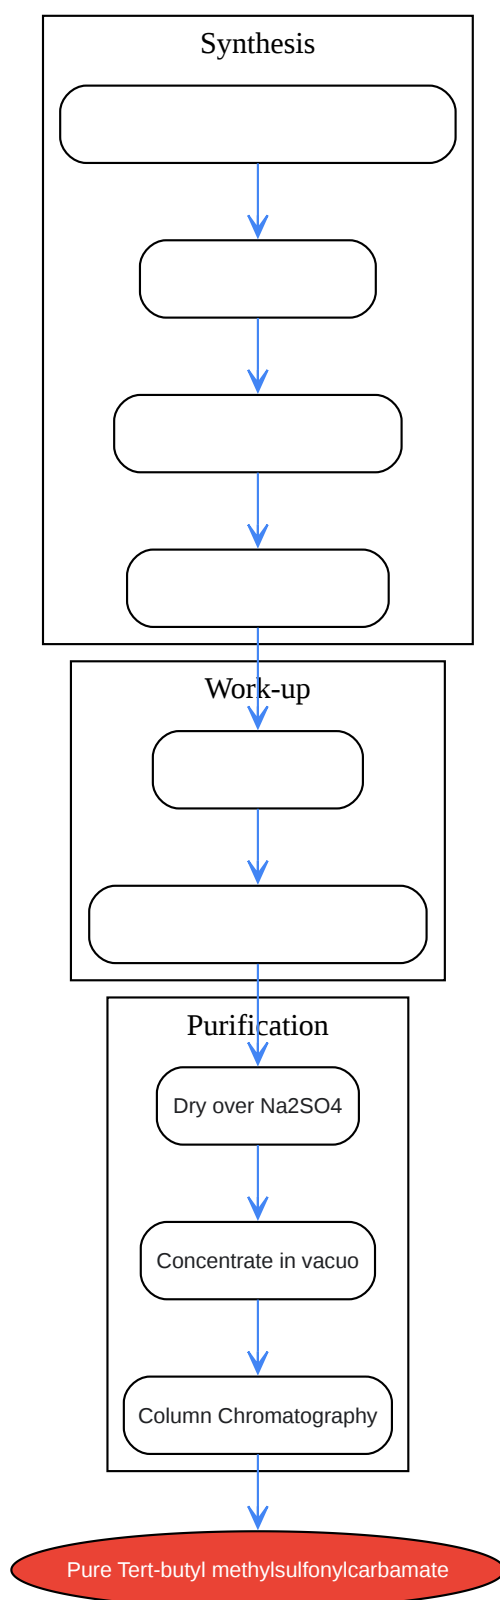 Synthesis
Work-up
Purification
Dry over Na2SO4
Concentrate in vacuo
Column Chromatography
Pure Tert-butyl methylsulfonylcarbamate